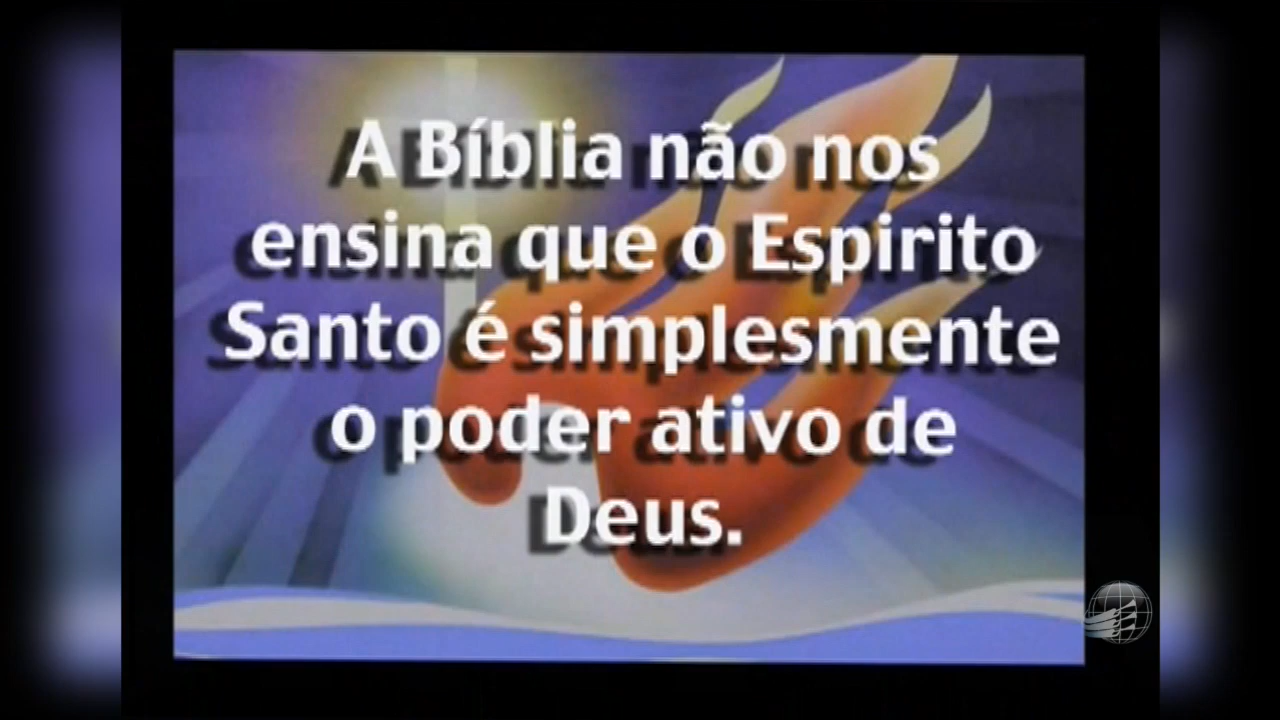 A Bíblia não nos
ensina que o Espirito
Santo é simplesmente
o poder ativo de
Deus.